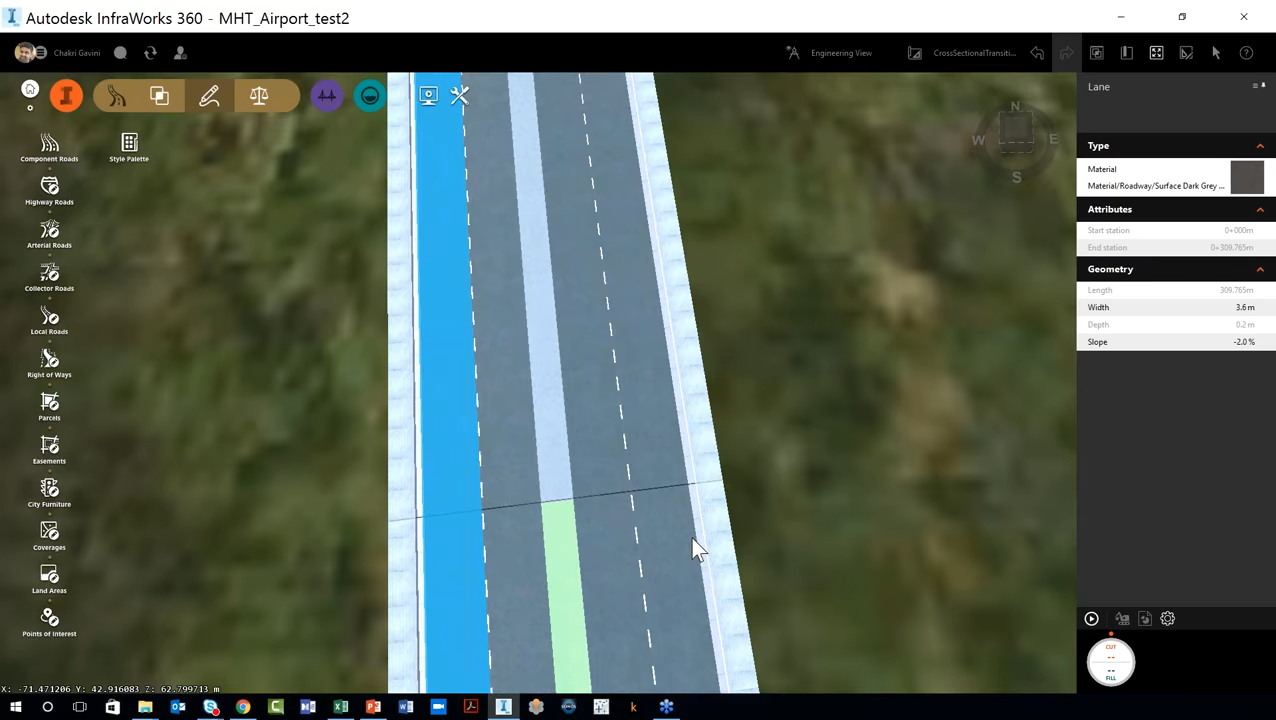 Autodesk InfraWorks 360 - MHT_Airport_test2
Chakri Gavini
Engineering View
CrossSectionalTransiti...
Component Roads
Style Palette
Highway Roads
Arterial Roads
Collector Roads
Local Roads
Right of Ways
Parcels
Easements
City Furniture
Coverages
Land Areas
Points of Interest
N
W
E
S
Lane
Type
Material
Material/Roadway/Surface Dark Grey ...
Attributes
Start station 0+000m
End station 0+309.765m
Geometry
Length 309.765m
Width 3.6 m
Depth 0.2 m
Slope -2.0 %
CUT
--
--
FILL
X: -71.471206 Y: 42.916083 Z: 62.799713 m